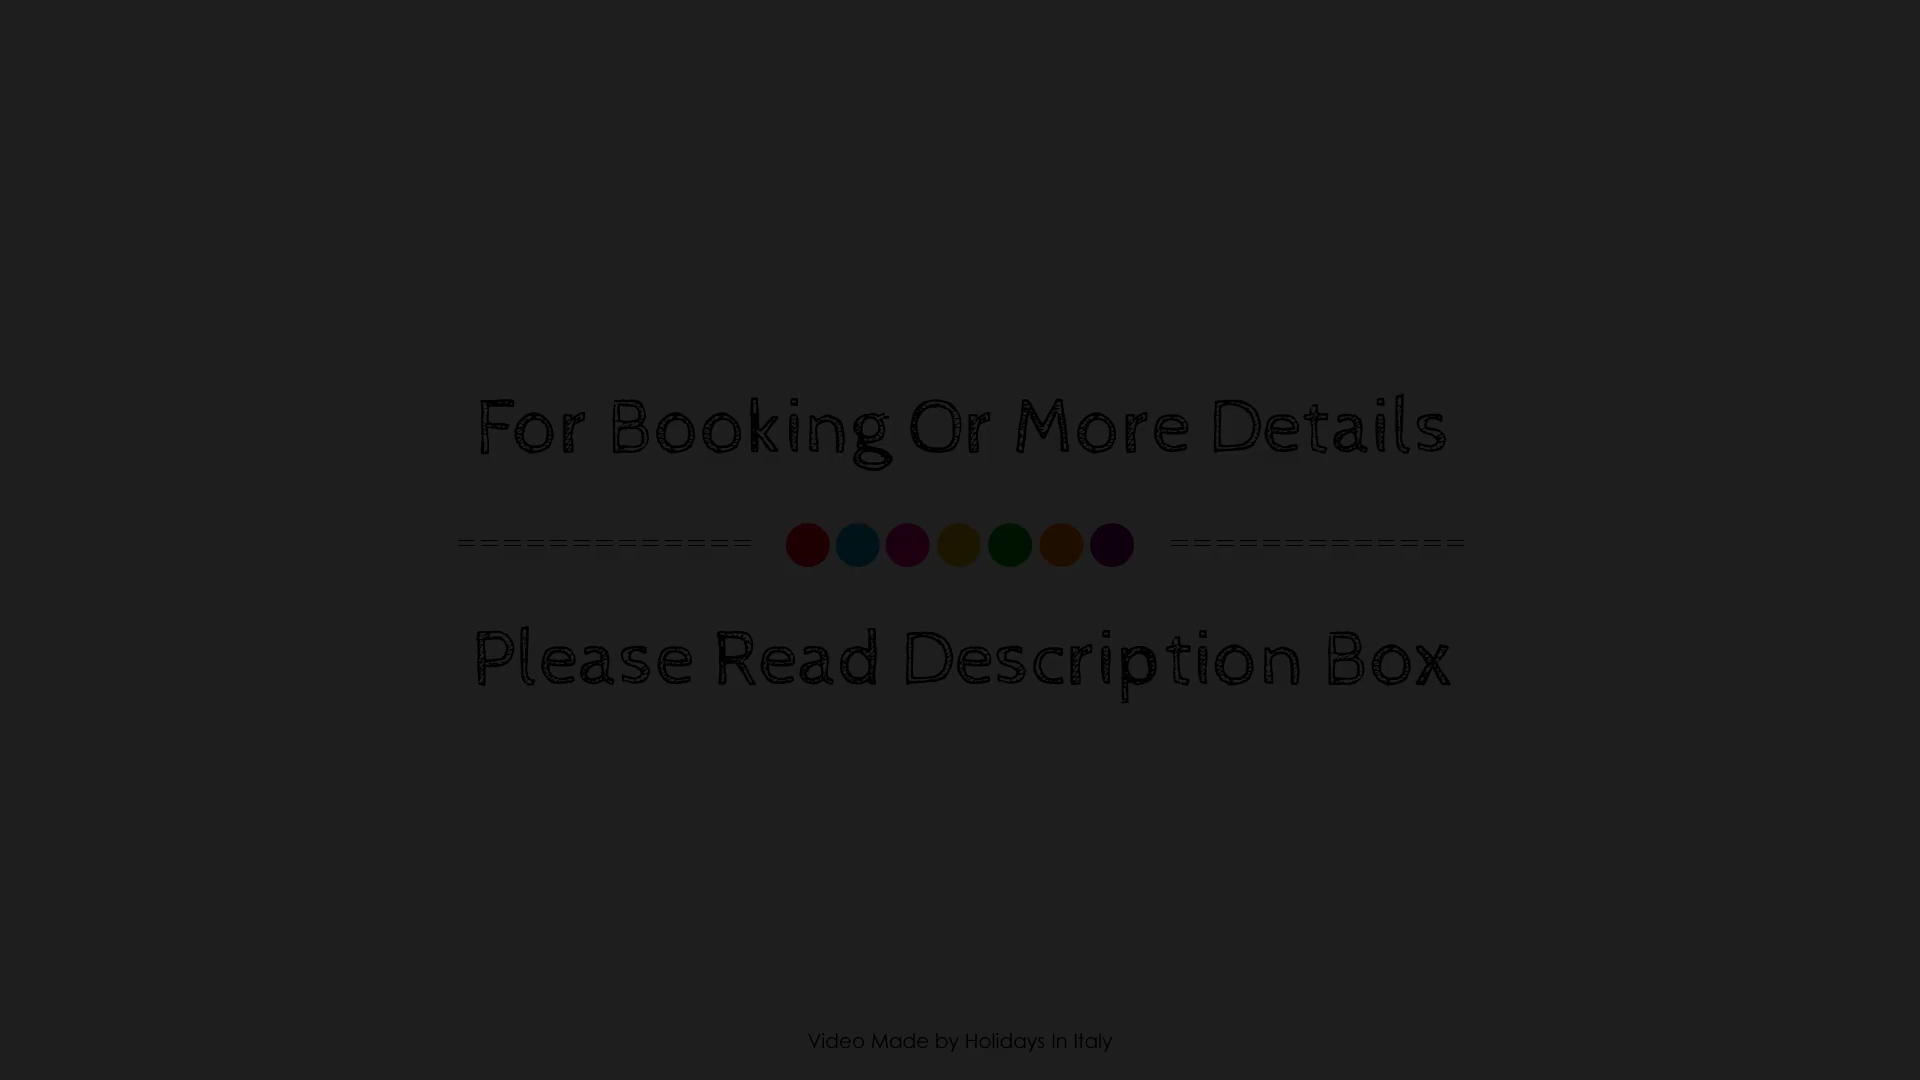 For Booking Or More Details
============= =============
Please Read Description Box
Video Made by Holidays In Italy